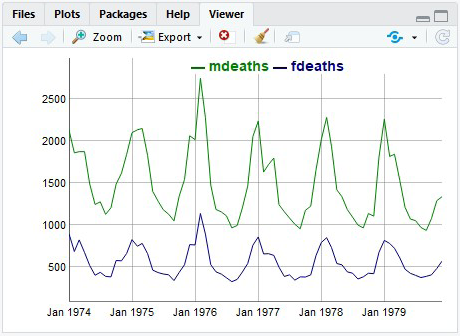 Files Plots Packages Help Viewer
Zoom Export
mdeaths fdeaths
2500
2000
1500
1000
500
Jan 1974 Jan 1975 Jan 1976 Jan 1977 Jan 1978 Jan 1979